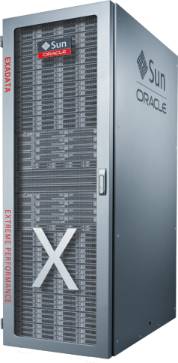 Sun
ORACLE
Sun
ORACLE
EXADATA
EXTREME PERFORMANCE
X